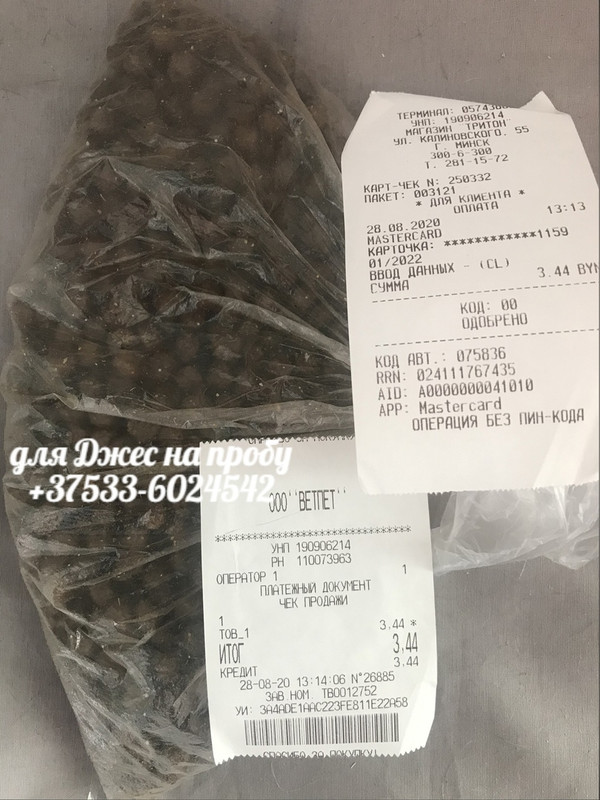 ТЕРМИНАЛ:
УНП: 190906214
МАГАЗИН ТРИТОН
УЛ. КАЛИНОВСКОГО. 55
Г. МИНСК
300-6-300
Т. 281-15-72
КАРТ-ЧЕК N: 250332
ПАКЕТ: 003121
* ДЛЯ КЛИЕНТА *
ОПЛАТА
28.08.2020 13:13
MASTERCARD
КАРТОЧКА: ************1159
01/2022
ВВОД ДАННЫХ - (CL)
СУММА 3.44 BYN
КОД: 00
ОДОБРЕНО
КОД АВТ.: 075836
RRN: 024111767435
AID: A0000000041010
APP: Mastercard
ОПЕРАЦИЯ БЕЗ ПИН-КОДА
для Джес на пробу
+37533-6024542
ООО''ВЕТПЕТ''
****************************************
УНП 190906214
РН 110073963
ОПЕРАТОР 1 1
ПЛАТЕЖНЫЙ ДОКУМЕНТ
ЧЕК ПРОДАЖИ
1 3.44 *
ТОВ_1
ИТОГ 3.44
КРЕДИТ 3.44
28-08-20 13:14:06 N°26885
ЗАВ.НОМ ТВ0012752
УИ: 3A4ADE1AAC223FE811E22A58
СПАСИБО ЗА ПОКУПКУ!